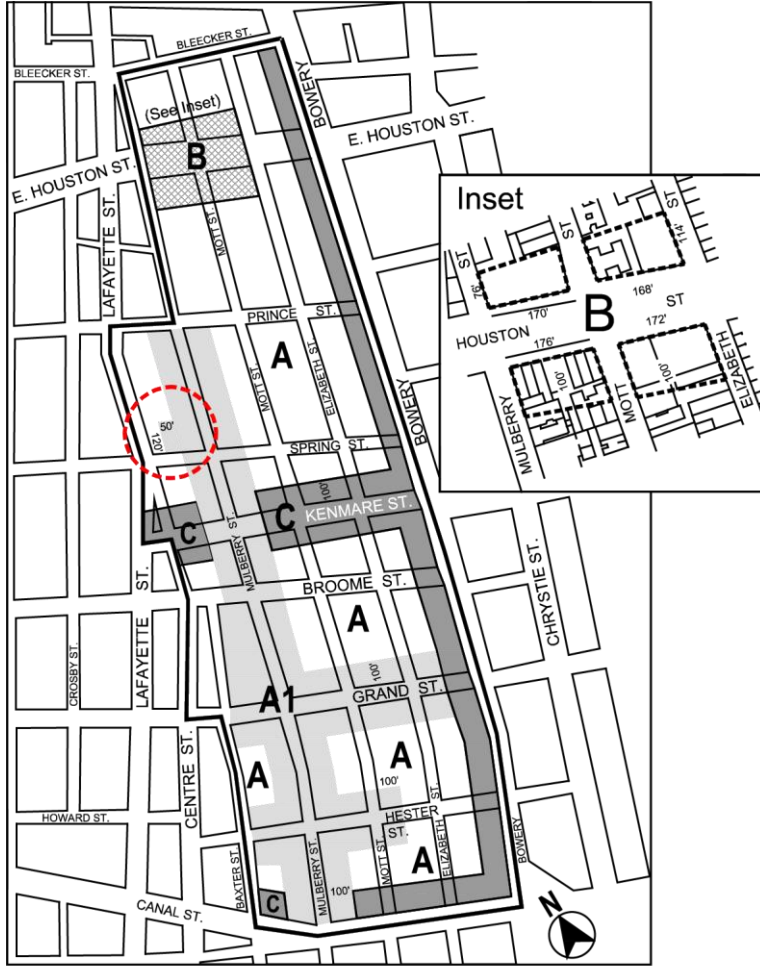 BLEECKER ST.
BLEECKER ST.
BOWERY
(See Inset)
E. HOUSTON ST.
B
E. HOUSTON ST.
LAFAYETTE ST.
MOTT ST.
PRINCE ST.
A
MOTT ST.
ELIZABETH ST.
BOWERY
50'
120'
SPRING ST.
100'
C
C
KENMARE ST.
MULBERRY ST.
BROOME ST.
CHRYSTIE ST.
LAFAYETTE ST.
CROSBY ST.
A
100'
A1
GRAND ST.
CENTRE ST.
A
A
100'
HOWARD ST.
HESTER ST.
BAXTER ST.
MULBERRY ST.
MOTT ST.
ELIZABETH ST.
A
BOWERY
100'
C
CANAL ST.
N
Inset
ST
ST
ST
76'
114'
170'
168'
B
HOUSTON
ST
176'
172'
100'
100'
MULBERRY
MOTT
ELIZABETH